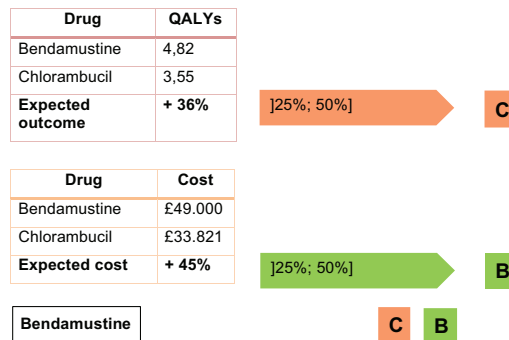 Drug QALYs
Bendamustine 4,82
Chlorambucil 3,55
Expected + 36%
outcome
]25%; 50%] C
Drug Cost
Bendamustine £49.000
Chlorambucil £33.821
Expected cost + 45%
]25%; 50%] B
Bendamustine C B